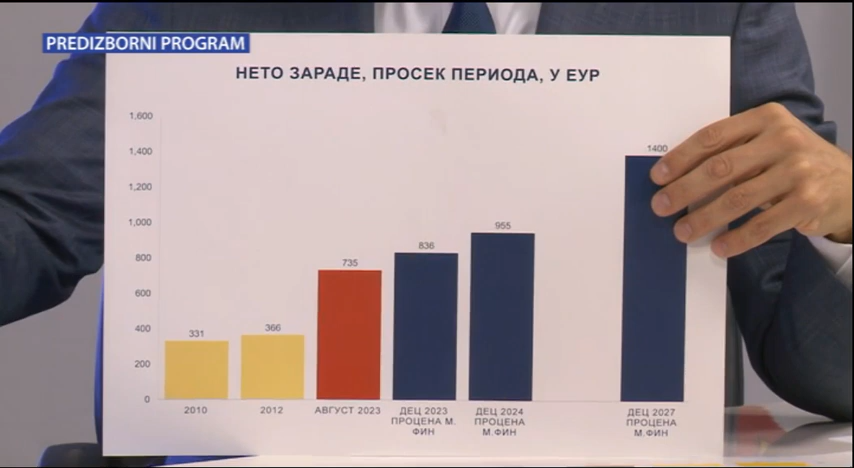 PREDIZBORNI PROGRAM
НЕТО ЗАРАДЕ, ПРОСЕК ПЕРИОДА, У ЕУР
1,600
1,400
1,200
1,000
800
600
400
200
0
331
366
735
836
955
1400
2010
2012
АВГУСТ 2023
ДЕЦ 2023
ПРОЦЕНА М.
ФИН
ДЕЦ 2024
ПРОЦЕНА
М.ФИН
ДЕЦ 2027
ПРОЦЕНА
М.ФИН